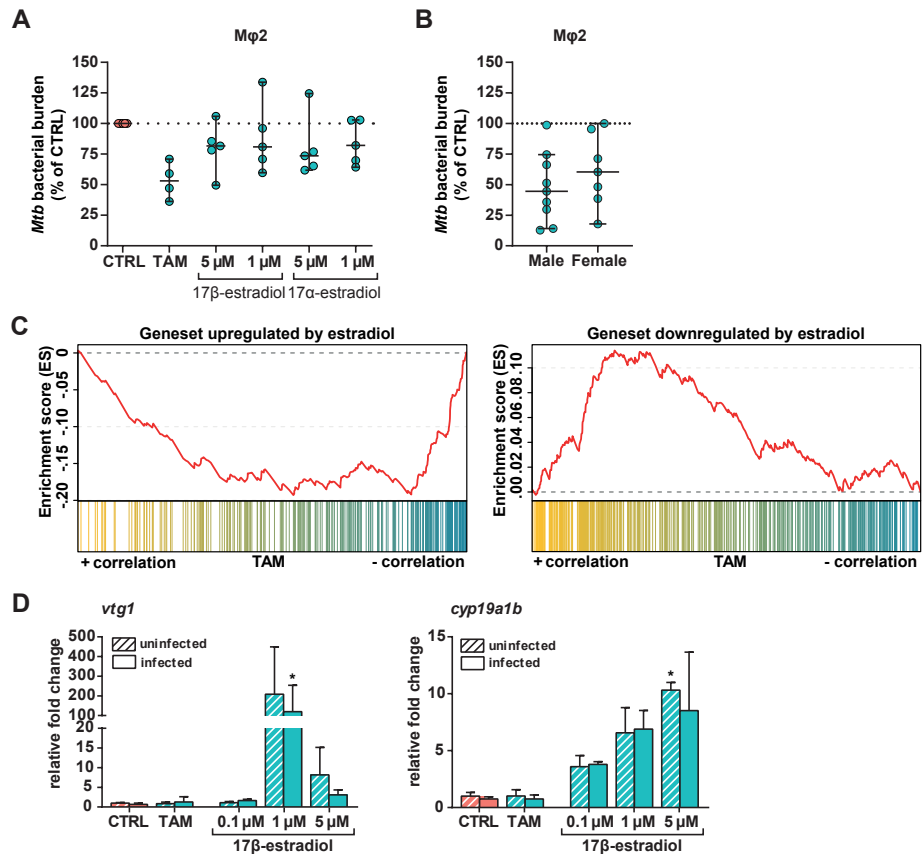 A
Mφ2
Mtb bacterial burden
(% of CTRL)
150
125
100
75
50
25
0
CTRL TAM 5 µM 1 µM 5 µM 1 µM
17β-estradiol 17α-estradiol
B
Mφ2
Mtb bacterial burden
(% of CTRL)
150
125
100
75
50
25
0
Male Female
C
Geneset upregulated by estradiol
Enrichment score (ES)
0
-.05
-.10
-.15
-.20
+ correlation TAM - correlation
Geneset downregulated by estradiol
Enrichment score (ES)
.00 .02 .04 .06 .08 .10
+ correlation TAM - correlation
D
vtg1
relative fold change
500
400
300
200
100
20
15
10
5
0
uninfected
infected
*
CTRL TAM 0.1 µM 1 µM 5 µM
17β-estradiol
cyp19a1b
relative fold change
15
10
5
0
uninfected
infected
*
CTRL TAM 0.1 µM 1 µM 5 µM
17β-estradiol